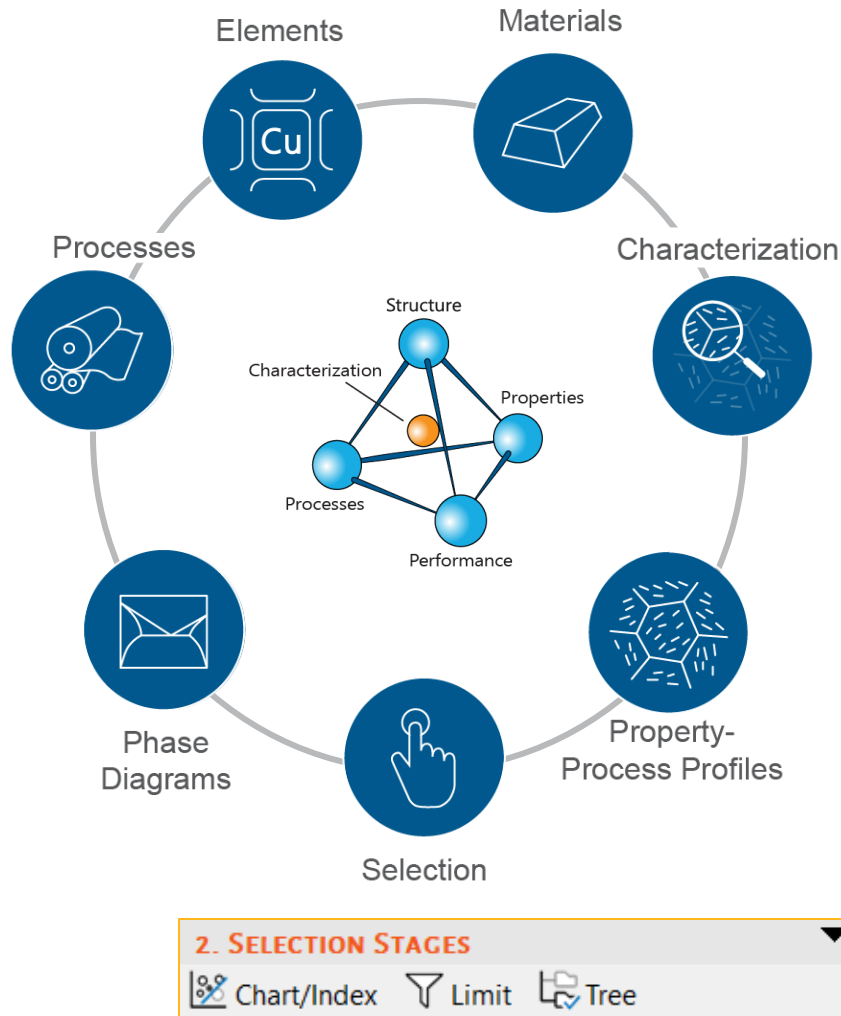 Elements
Materials
Cu
Processes
Characterization
Structure
Characterization
Properties
Processes
Performance
Phase
Diagrams
Property-
Process Profiles
Selection
2. SELECTION STAGES
Chart/Index Limit Tree